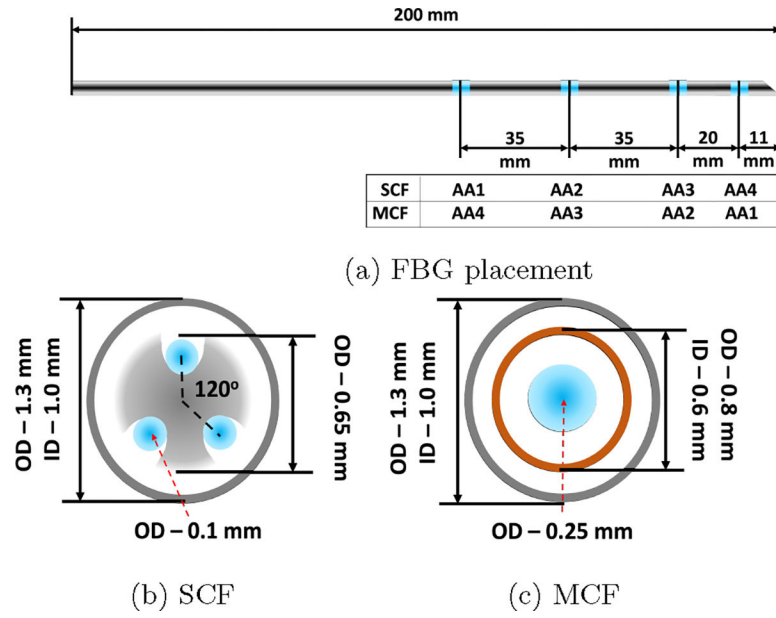 200 mm
35 mm
35 mm
20 mm
11 mm
SCF AA1 AA2 AA3 AA4
MCF AA4 AA3 AA2 AA1
(a) FBG placement
OD – 1.3 mm
ID – 1.0 mm
120°
OD – 0.65 mm
OD – 0.1 mm
(b) SCF
OD – 1.3 mm
ID – 1.0 mm
OD – 0.8 mm
ID – 0.6 mm
OD – 0.25 mm
(c) MCF